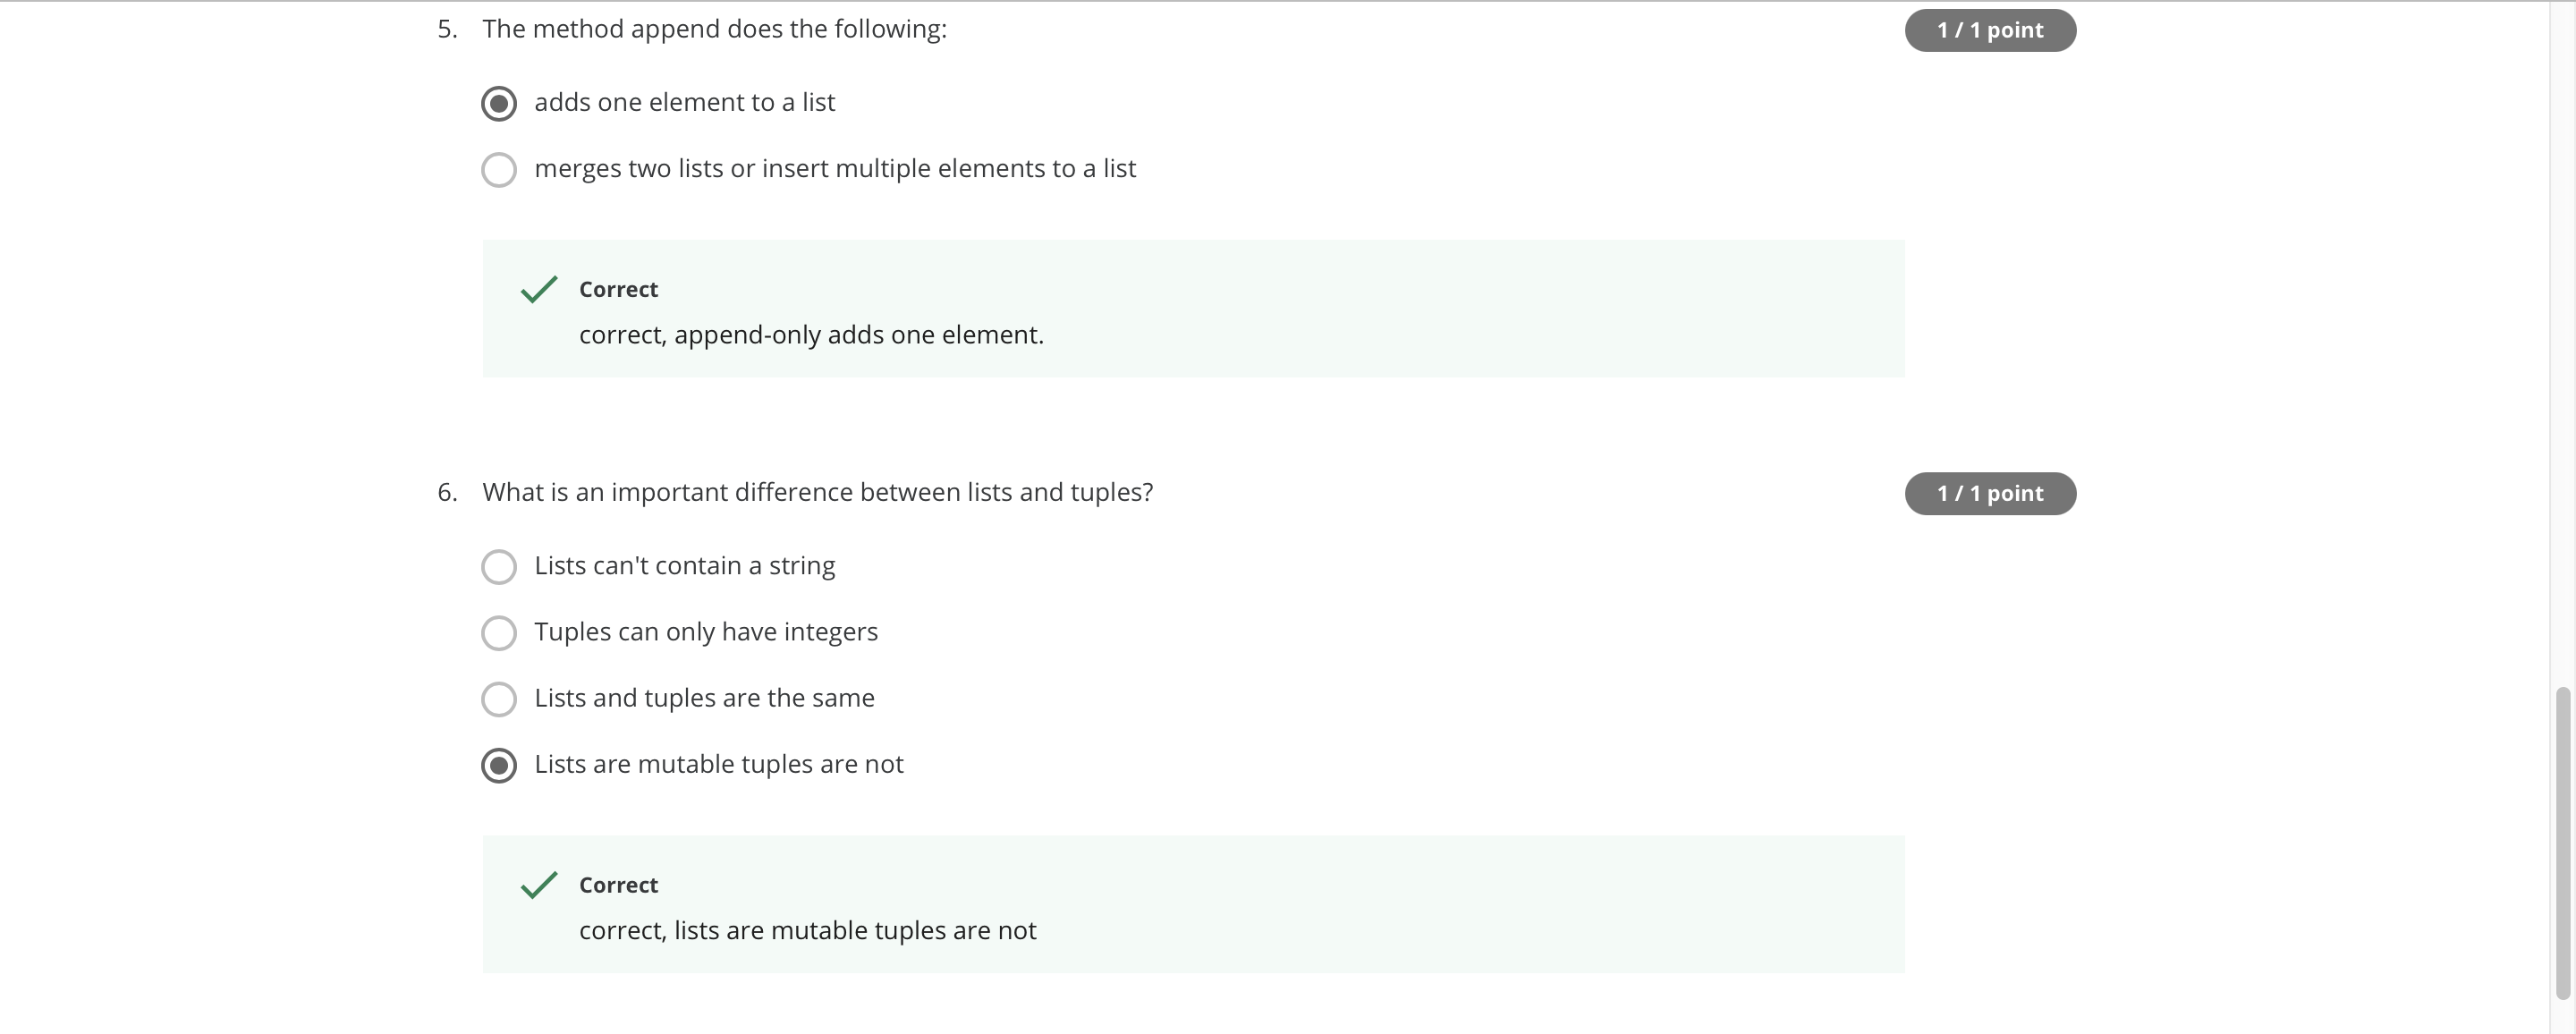 5. The method append does the following:
1 / 1 point
adds one element to a list
merges two lists or insert multiple elements to a list
Correct
correct, append-only adds one element.
6. What is an important difference between lists and tuples?
1 / 1 point
Lists can't contain a string
Tuples can only have integers
Lists and tuples are the same
Lists are mutable tuples are not
Correct
correct, lists are mutable tuples are not